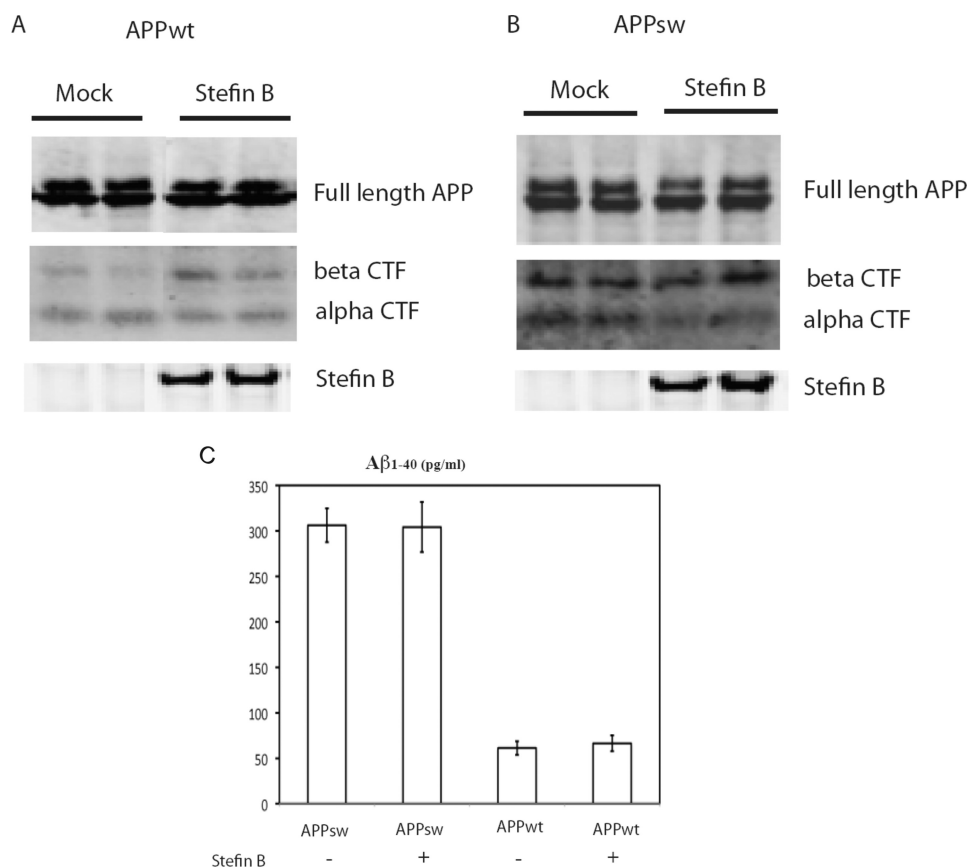 A
APPwt
Mock Stefin B
Full length APP
beta CTF
alpha CTF
Stefin B
B
APPsw
Mock Stefin B
Full length APP
beta CTF
alpha CTF
Stefin B
C
Aβ1-40 (pg/ml)
350
300
250
200
150
100
50
0
APPsw APPsw APPwt APPwt
Stefin B - + - +